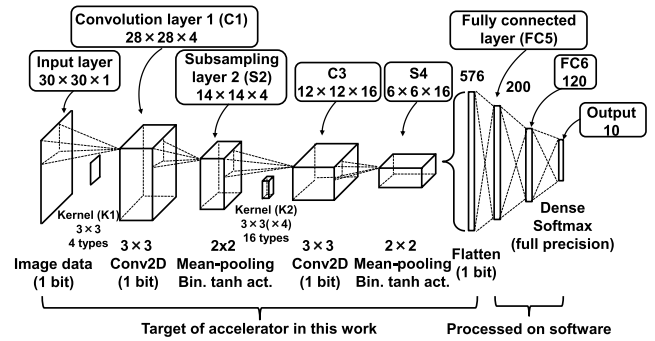 Convolution layer 1 (C1)
28×28×4
Input layer
30×30×1
Subsampling
layer 2 (S2)
14×14×4
C3
12×12×16
S4
6×6×16
Fully connected
layer (FC5)
576
200
FC6
120
Output
10
Kernel (K1)
3×3
4 types
Kernel (K2)
3×3(×4)
16 types
Image data
(1 bit)
3×3
Conv2D
(1 bit)
2x2
Mean-pooling
Bin. tanh act.
3×3
Conv2D
(1 bit)
2×2
Mean-pooling
Bin. tanh act.
Flatten
(1 bit)
Dense
Softmax
(full precision)
Target of accelerator in this work
Processed on software